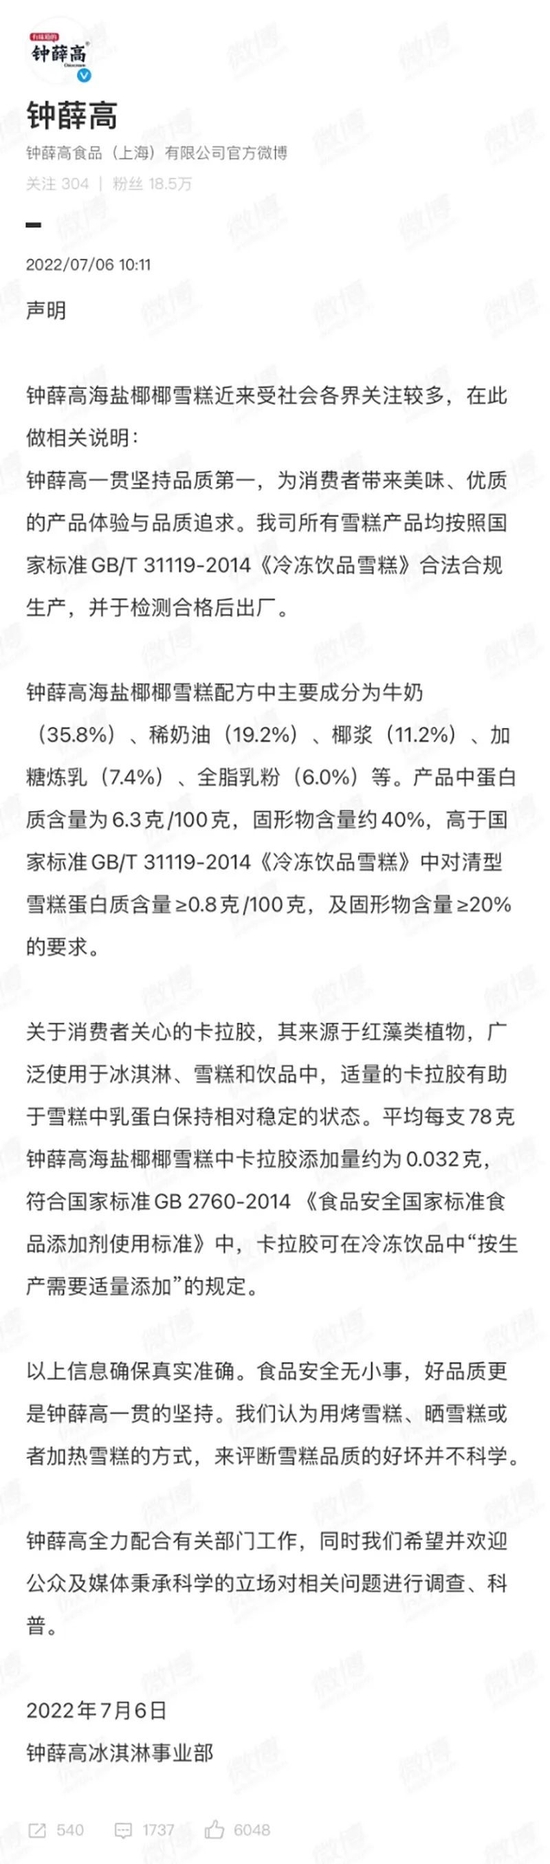 钟薛高
钟薛高
钟薛高食品（上海）有限公司官方微博
关注 304 | 粉丝 18.5万
2022/07/06 10:11
声明
钟薛高海盐椰椰雪糕近来受社会各界关注较多，在此
做相关说明：
钟薛高一贯坚持品质第一，为消费者带来美味、优质
的产品体验与品质追求。我司所有雪糕产品均按照国
家标准GB/T 31119-2014《冷冻饮品雪糕》合法合规
生产，并于检测合格后出厂。
钟薛高海盐椰椰雪糕配方中主要成分为牛奶
（35.8%）、稀奶油（19.2%）、椰浆（11.2%）、加
糖炼乳（7.4%）、全脂乳粉（6.0%）等。产品中蛋白
质含量为6.3克/100克，固形物含量约40%，高于国
家标准GB/T 31119-2014《冷冻饮品雪糕》中对清型
雪糕蛋白质含量≥0.8克/100克，及固形物含量≥20%
的要求。
关于消费者关心的卡拉胶，其来源于红藻类植物，广
泛使用于冰淇淋、雪糕和饮品中，适量的卡拉胶有助
于雪糕中乳蛋白保持相对稳定的状态。平均每支78克
钟薛高海盐椰椰雪糕中卡拉胶添加量约为0.032克，
符合国家标准GB 2760-2014 《食品安全国家标准食
品添加剂使用标准》中，卡拉胶可在冷冻饮品中“按生
产需要适量添加”的规定。
以上信息确保真实准确。食品安全无小事，好品质更
是钟薛高一贯的坚持。我们认为用烤雪糕、晒雪糕或
者加热雪糕的方式，来评断雪糕品质的好坏并不科学。
钟薛高全力配合有关部门工作，同时我们希望并欢迎
公众及媒体秉承科学的立场对相关问题进行调查、科
普。
2022年7月6日
钟薛高冰淇淋事业部
540 1737 6048